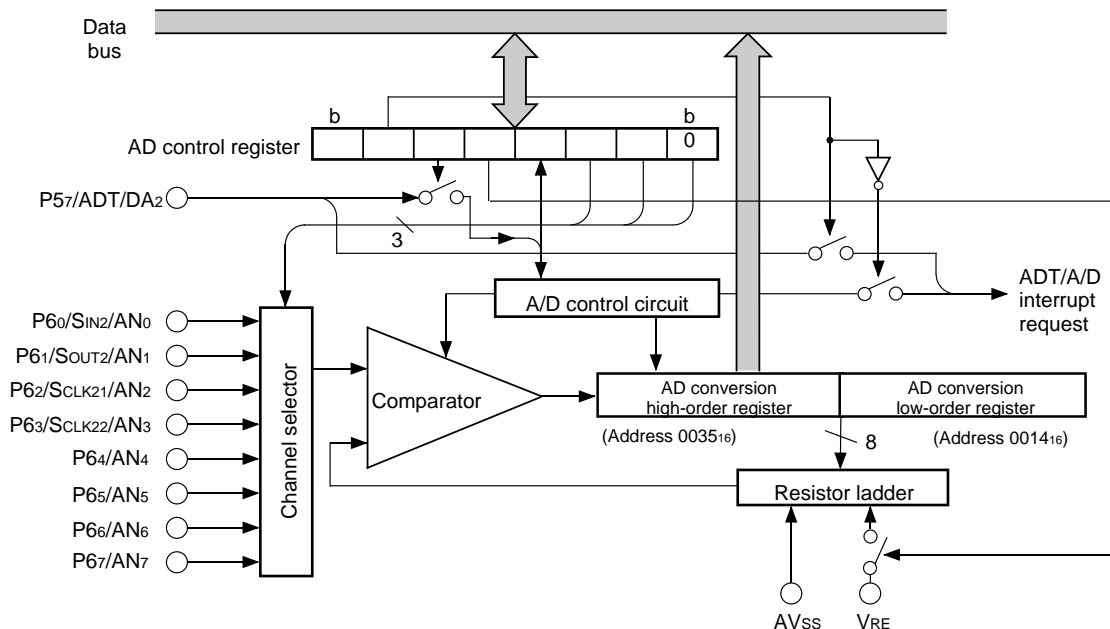 Data
bus
b
b
AD control register
0
P57/ADT/DA2
3
ADT/A/D
interrupt
request
A/D control circuit
P60/SIN2/AN0
P61/SOUT2/AN1
P62/SCLK21/AN2
P63/SCLK22/AN3
P64/AN4
P65/AN5
P66/AN6
P67/AN7
Channel selector
Comparator
AD conversion
high-order register
AD conversion
low-order register
(Address 003516)
8
(Address 001416)
Resistor ladder
AVSS
VRE